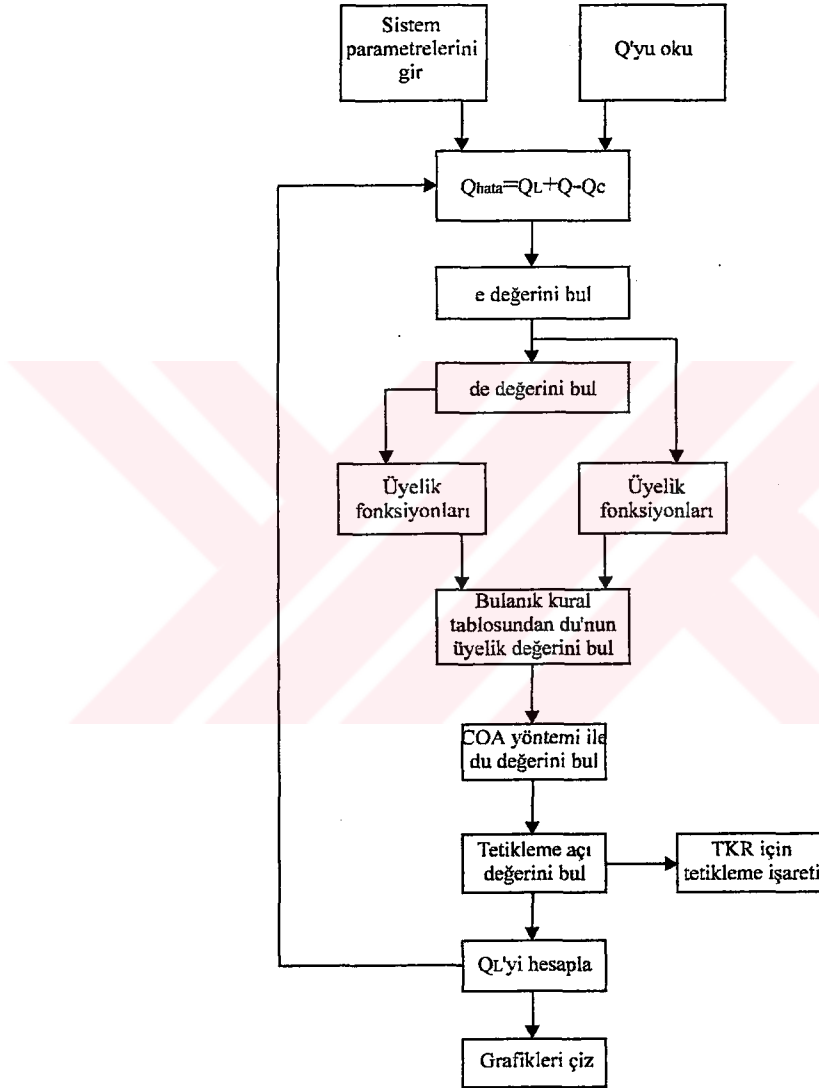 Sistem
parametrelerini
gir
Q'yu oku
Qhata=QL+Q-Qc
e değerini bul
de değerini bul
Üyelik
fonksiyonları
Üyelik
fonksiyonları
Bulanık kural
tablosundan du'nun
üyelik değerini bul
COA yöntemi ile
du değerini bul
Tetikleme açı
değerini bul
TKR için
tetikleme işareti
QL'yi hesapla
Grafikleri çiz